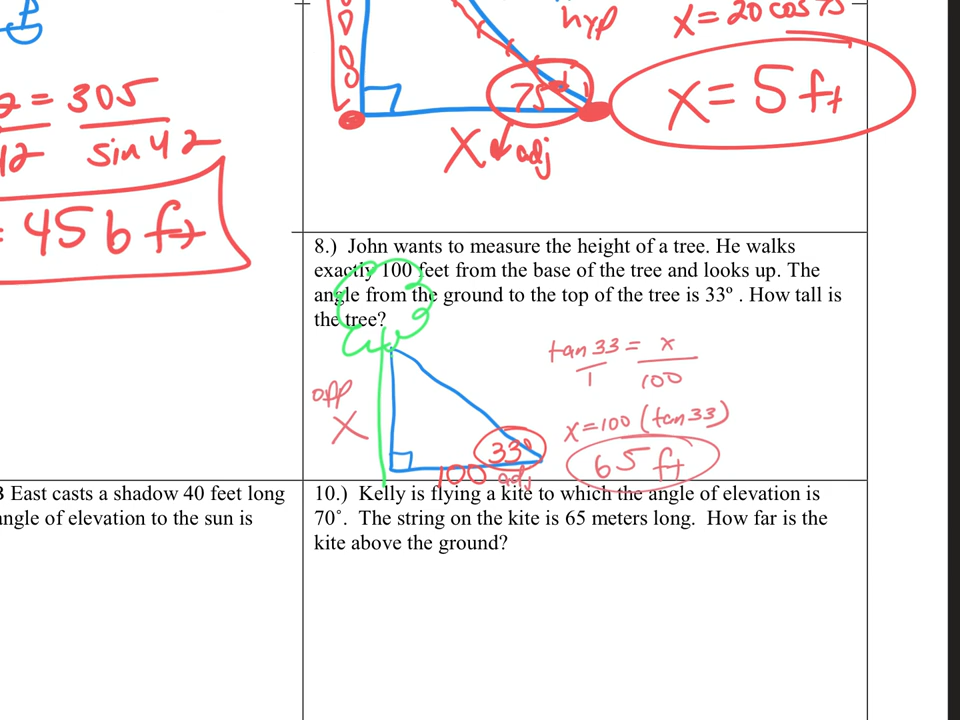 hyp
x = 20 cos 75
75°
x = 5 ft
X
adj
= 305
sin 42
= 456 ft
8.) John wants to measure the height of a tree. He walks
exactly 100 feet from the base of the tree and looks up. The
angle from the ground to the top of the tree is 33º . How tall is
the tree?
tan 33 = x
1 100
opp
X
x = 100 (tan 33)
33°
65 ft
100 adj
East casts a shadow 40 feet long
angle of elevation to the sun is
10.) Kelly is flying a kite to which the angle of elevation is
70˚. The string on the kite is 65 meters long. How far is the
kite above the ground?